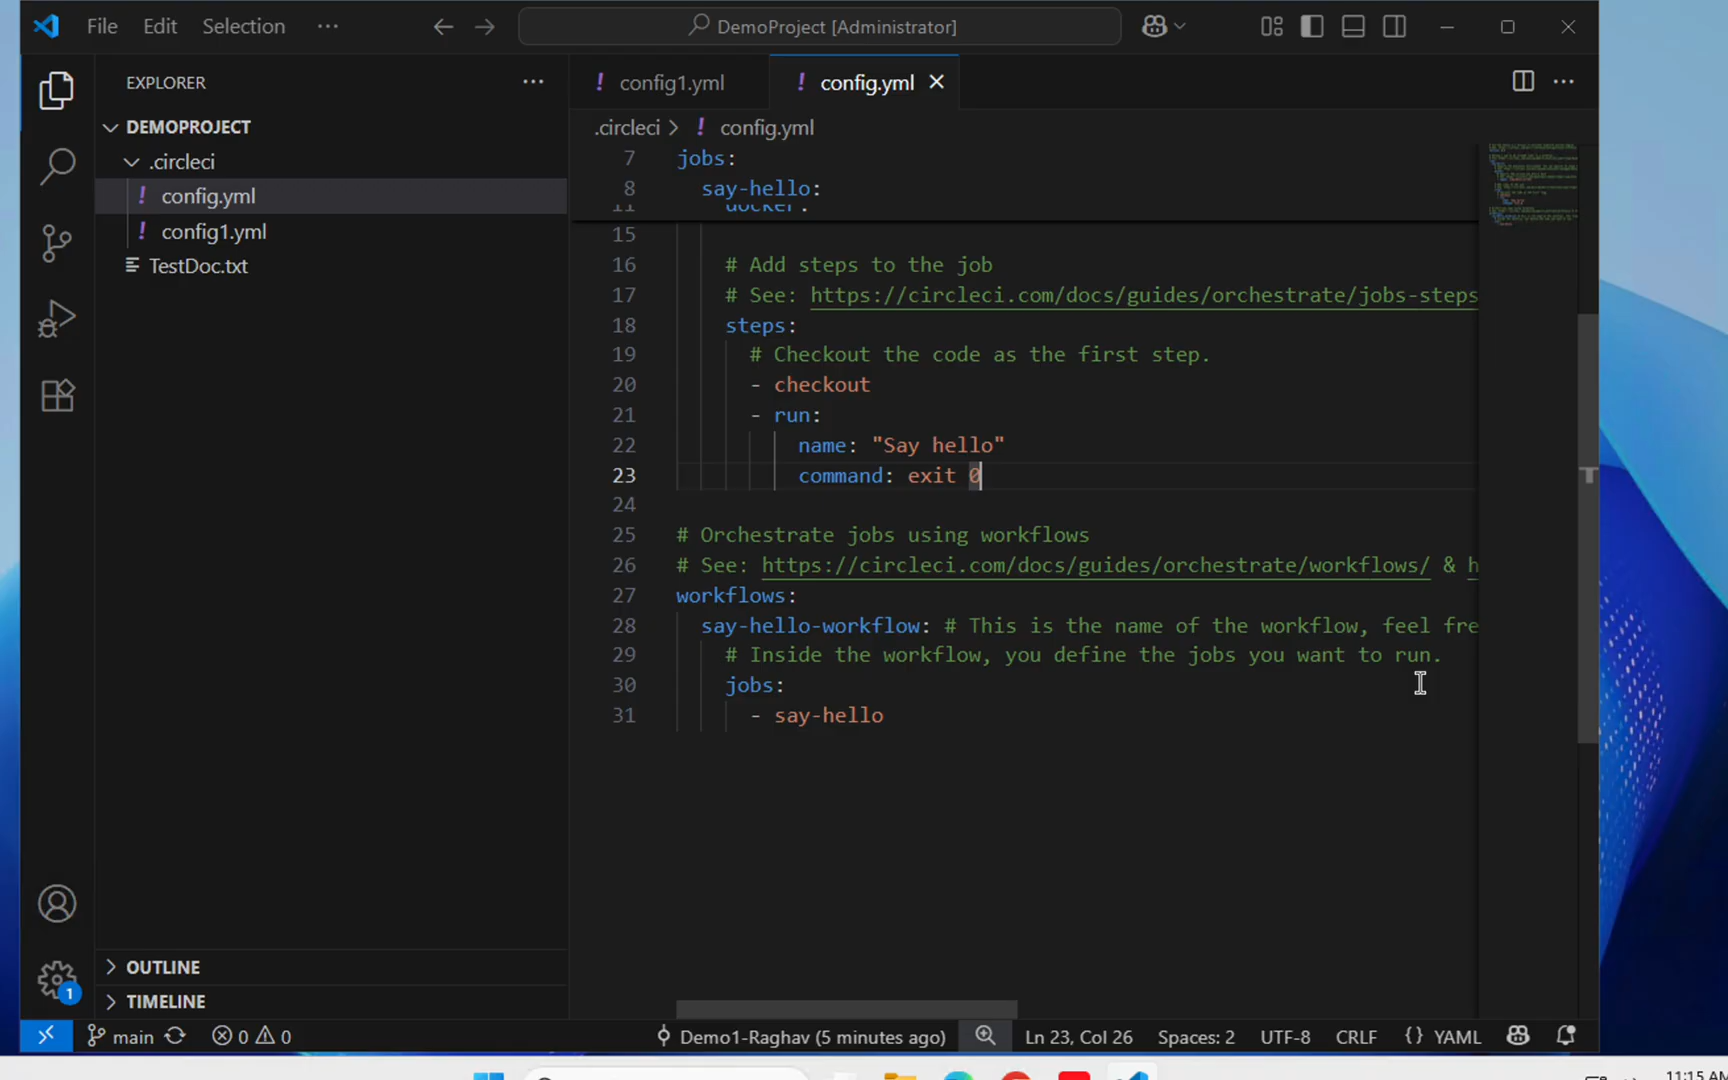 File Edit Selection ··· DemoProject [Administrator]
EXPLORER ···
DEMOPROJECT
.circleci
! config.yml
! config1.yml
TestDoc.txt
OUTLINE
TIMELINE
! config1.yml ! config.yml
.circleci > ! config.yml
7 jobs:
8 say-hello:
11 docker:
15
16 # Add steps to the job
17 # See: https://circleci.com/docs/guides/orchestrate/jobs-steps
18 steps:
19 # Checkout the code as the first step.
20 - checkout
21 - run:
22 name: "Say hello"
23 command: exit 0
24
25 # Orchestrate jobs using workflows
26 # See: https://circleci.com/docs/guides/orchestrate/workflows/ & h
27 workflows:
28 say-hello-workflow: # This is the name of the workflow, feel fre
29 # Inside the workflow, you define the jobs you want to run.
30 jobs:
31 - say-hello
1
main 0 0 Demo1-Raghav (5 minutes ago) Ln 23, Col 26 Spaces: 2 UTF-8 CRLF {} YAML
11:15 AM